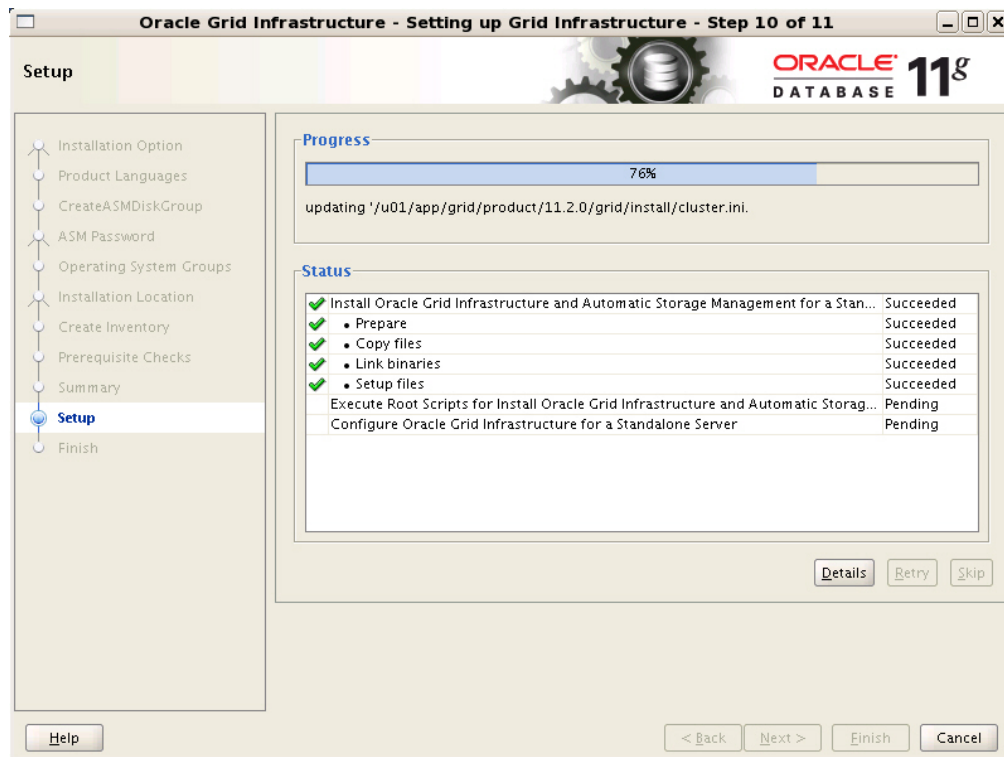 Oracle Grid Infrastructure - Setting up Grid Infrastructure - Step 10 of 11
Setup
ORACLE
DATABASE
11g
Installation Option
Product Languages
CreateASMDiskGroup
ASM Password
Operating System Groups
Installation Location
Create Inventory
Prerequisite Checks
Summary
Setup
Finish
Progress
76%
updating '/u01/app/grid/product/11.2.0/grid/install/cluster.ini.
Status
Install Oracle Grid Infrastructure and Automatic Storage Management for a Stan... Succeeded
• Prepare Succeeded
• Copy files Succeeded
• Link binaries Succeeded
• Setup files Succeeded
Execute Root Scripts for Install Oracle Grid Infrastructure and Automatic Storag... Pending
Configure Oracle Grid Infrastructure for a Standalone Server Pending
Details Retry Skip
Help < Back Next > Finish Cancel